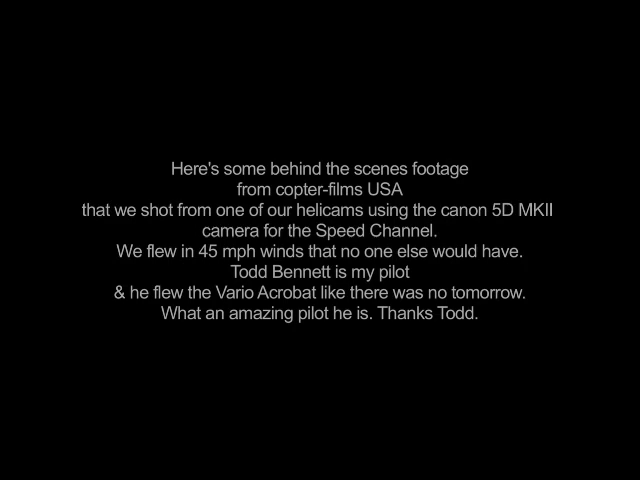 Here's some behind the scenes footage
from copter-films USA
that we shot from one of our helicams using the canon 5D MKII
camera for the Speed Channel.
We flew in 45 mph winds that no one else would have.
Todd Bennett is my pilot
& he flew the Vario Acrobat like there was no tomorrow.
What an amazing pilot he is. Thanks Todd.